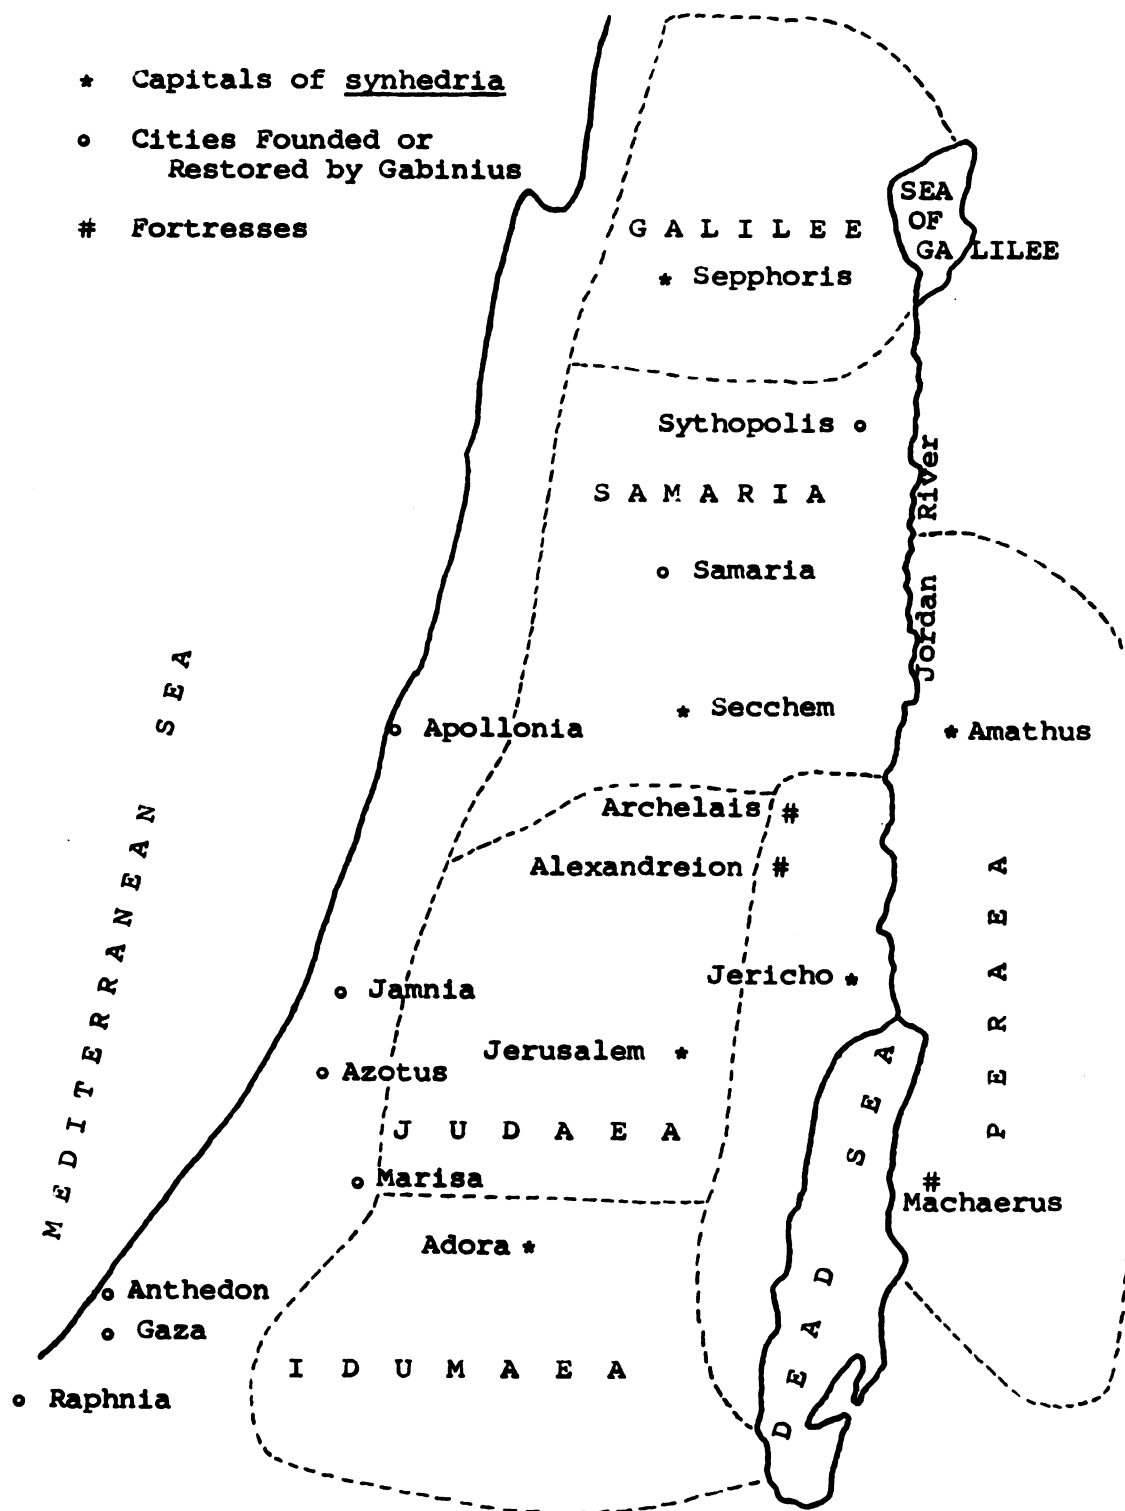 * Capitals of synhedria
o Cities Founded or
Restored by Gabinius
# Fortresses
SEA
OF
GALILEE
GALILEE
* Sepphoris
Sythopolis o
SAMARIA
Jordan River
o Samaria
* Secchem
o Apollonia
* Amathus
Archelais #
Alexandreion #
MEDITERRANEAN SEA
PERAEA
Jericho *
o Jamnia
Jerusalem *
o Azotus
JUDAEA
DEAD SEA
o Marisa
#
Machaerus
Adora *
o Anthedon
o Gaza
IDUMAEA
o Raphnia